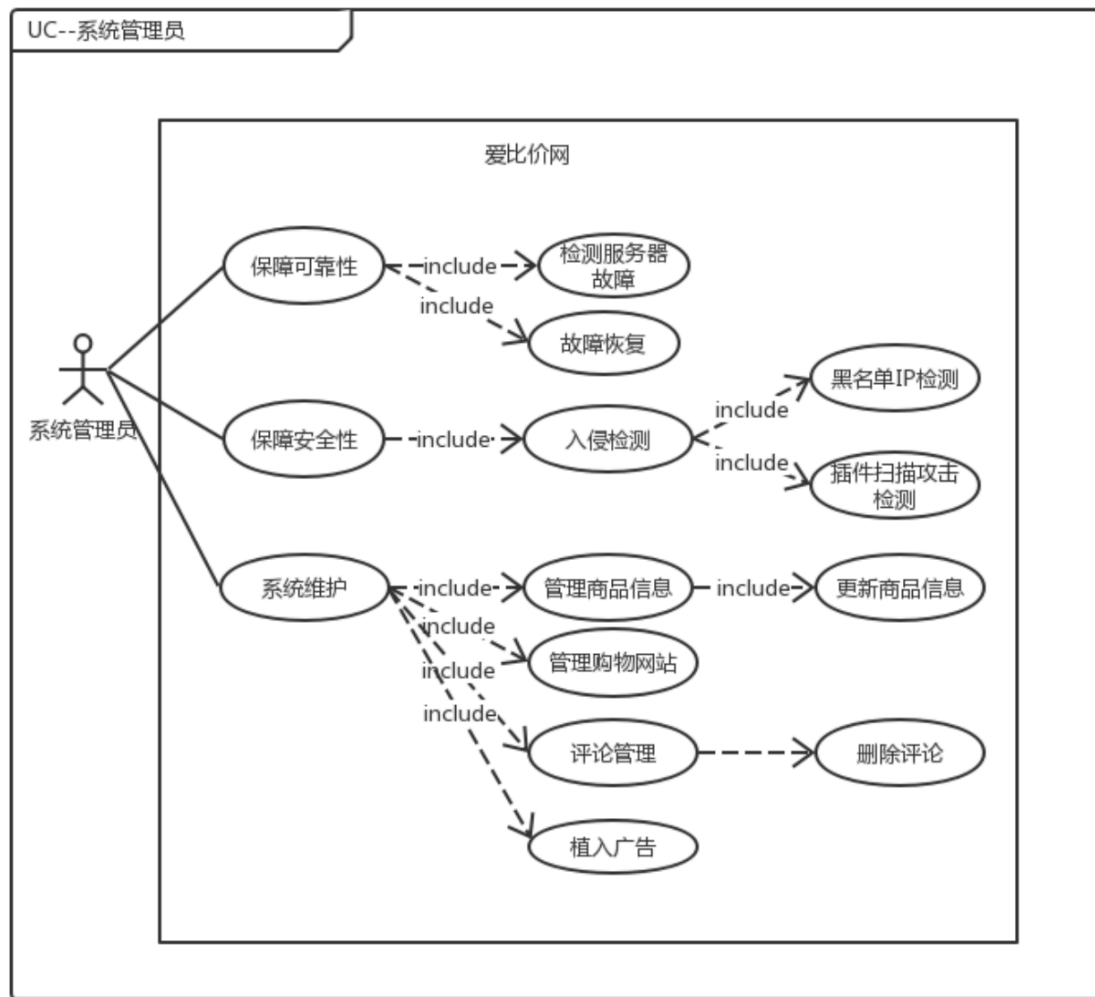 UC--系统管理员
爱比价网
保障可靠性
include
检测服务器
故障
include
故障恢复
系统管理员
保障安全性
include
入侵检测
include
黑名单IP检测
include
插件扫描攻击
检测
系统维护
include
管理商品信息
include
更新商品信息
include
管理购物网站
include
评论管理
删除评论
include
植入广告